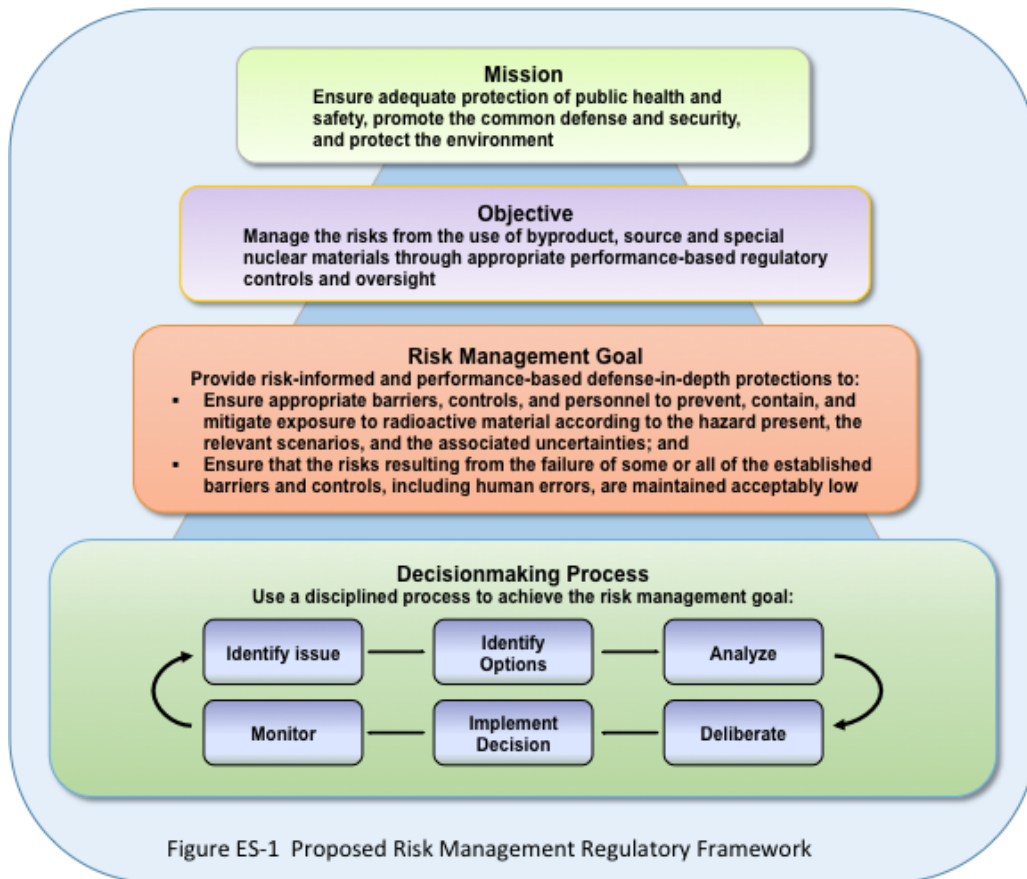 Mission
Ensure adequate protection of public health and
safety, promote the common defense and security,
and protect the environment
Objective
Manage the risks from the use of byproduct, source and special
nuclear materials through appropriate performance-based regulatory
controls and oversight
Risk Management Goal
Provide risk-informed and performance-based defense-in-depth protections to:
▪ Ensure appropriate barriers, controls, and personnel to prevent, contain, and
mitigate exposure to radioactive material according to the hazard present, the
relevant scenarios, and the associated uncertainties; and
▪ Ensure that the risks resulting from the failure of some or all of the established
barriers and controls, including human errors, are maintained acceptably low
Decisionmaking Process
Use a disciplined process to achieve the risk management goal:
Identify issue
Identify
Options
Analyze
Monitor
Implement
Decision
Deliberate
Figure ES-1 Proposed Risk Management Regulatory Framework